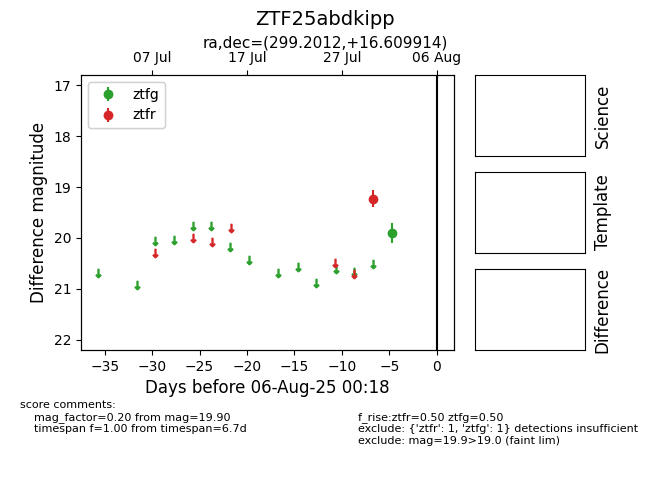 ZTF25abdkipp
ra,dec=(299.2012,+16.609914)
07 Jul 17 Jul 27 Jul 06 Aug
ztfg
ztfr
17
18
19
20
21
22
Difference magnitude
−35 −30 −25 −20 −15 −10 −5 0
Days before 06-Aug-25 00:18
Science
Template
Difference
score comments:
mag_factor=0.20 from mag=19.90
timespan f=1.00 from timespan=6.7d
f_rise:ztfr=0.50 ztfg=0.50
exclude: {'ztfr': 1, 'ztfg': 1} detections insufficient
exclude: mag=19.9>19.0 (faint lim)